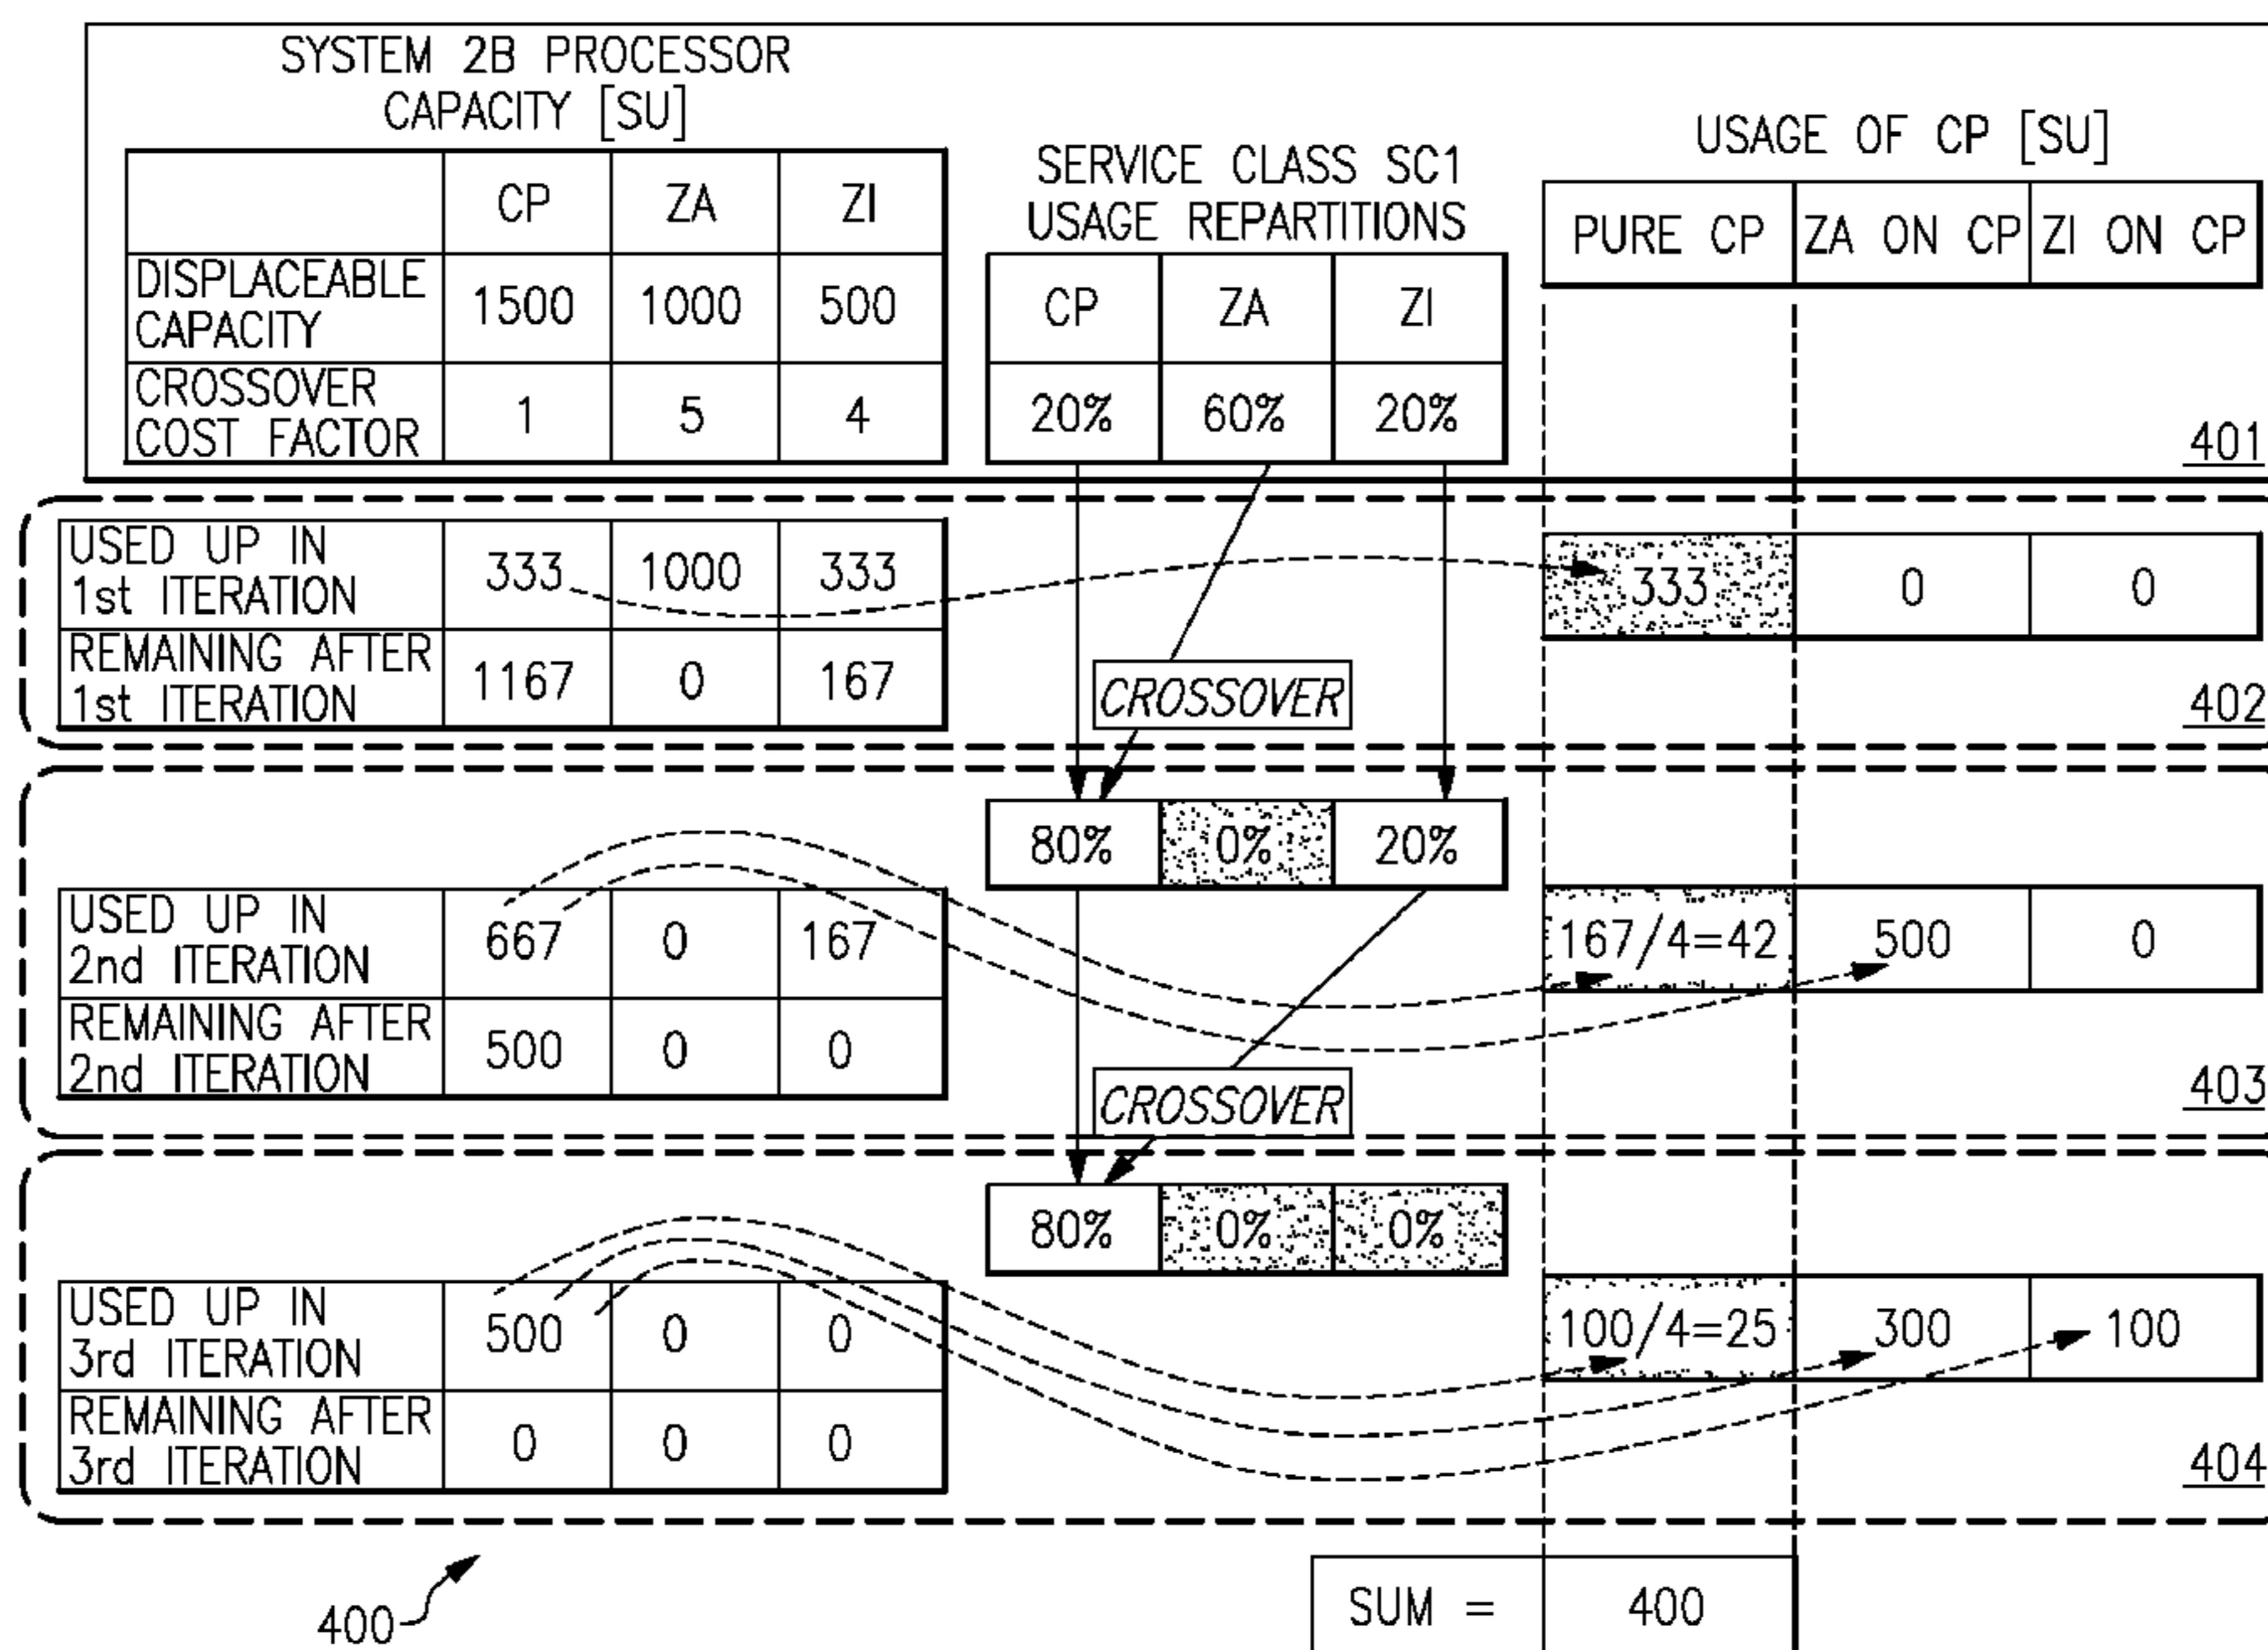 SYSTEM 2B PROCESSOR
CAPACITY [SU]
CP ZA ZI
DISPLACEABLE
CAPACITY 1500 1000 500
CROSSOVER
COST FACTOR 1 5 4
SERVICE CLASS SC1
USAGE REPARTITIONS
CP ZA ZI
20% 60% 20%
USAGE OF CP [SU]
PURE CP ZA ON CP ZI ON CP
401
USED UP IN
1st ITERATION 333 1000 333
333 0 0
REMAINING AFTER
1st ITERATION 1167 0 167
CROSSOVER
402
80% 0% 20%
USED UP IN
2nd ITERATION 667 0 167
167/4=42 500 0
REMAINING AFTER
2nd ITERATION 500 0 0
CROSSOVER
403
80% 0% 0%
USED UP IN
3rd ITERATION 500 0 0
100/4=25 300 100
REMAINING AFTER
3rd ITERATION 0 0 0
404
400
SUM = 400